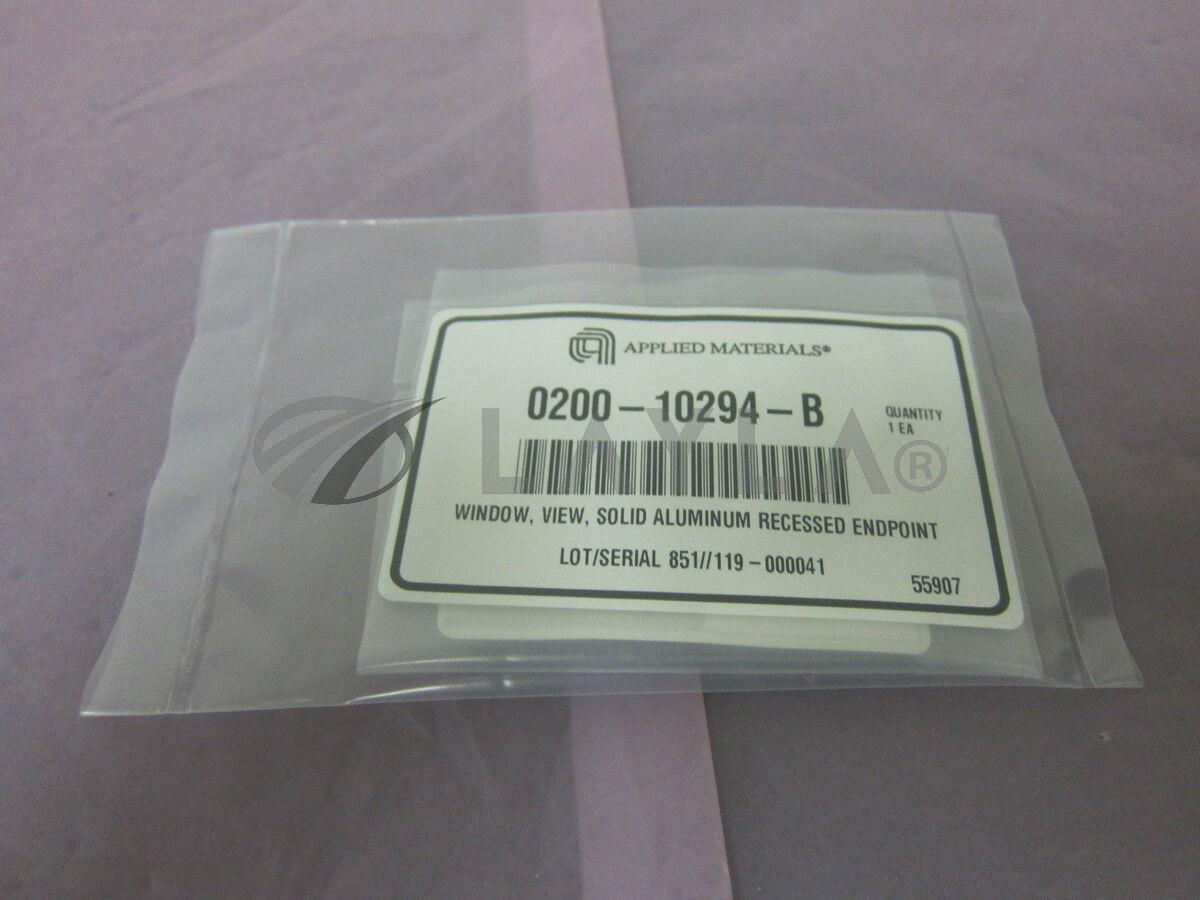 APPLIED MATERIALS®
0200-10294-B
QUANTITY
1 EA
LAYLA®
WINDOW, VIEW, SOLID ALUMINUM RECESSED ENDPOINT
LOT/SERIAL 851//119-000041
55907